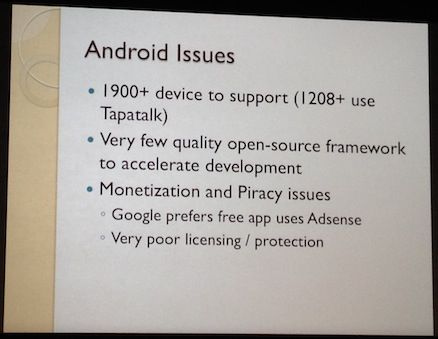 Android Issues
• 1900+ device to support (1208+ use
Tapatalk)
• Very few quality open-source framework
to accelerate development
• Monetization and Piracy issues
◦ Google prefers free app uses Adsense
◦ Very poor licensing / protection